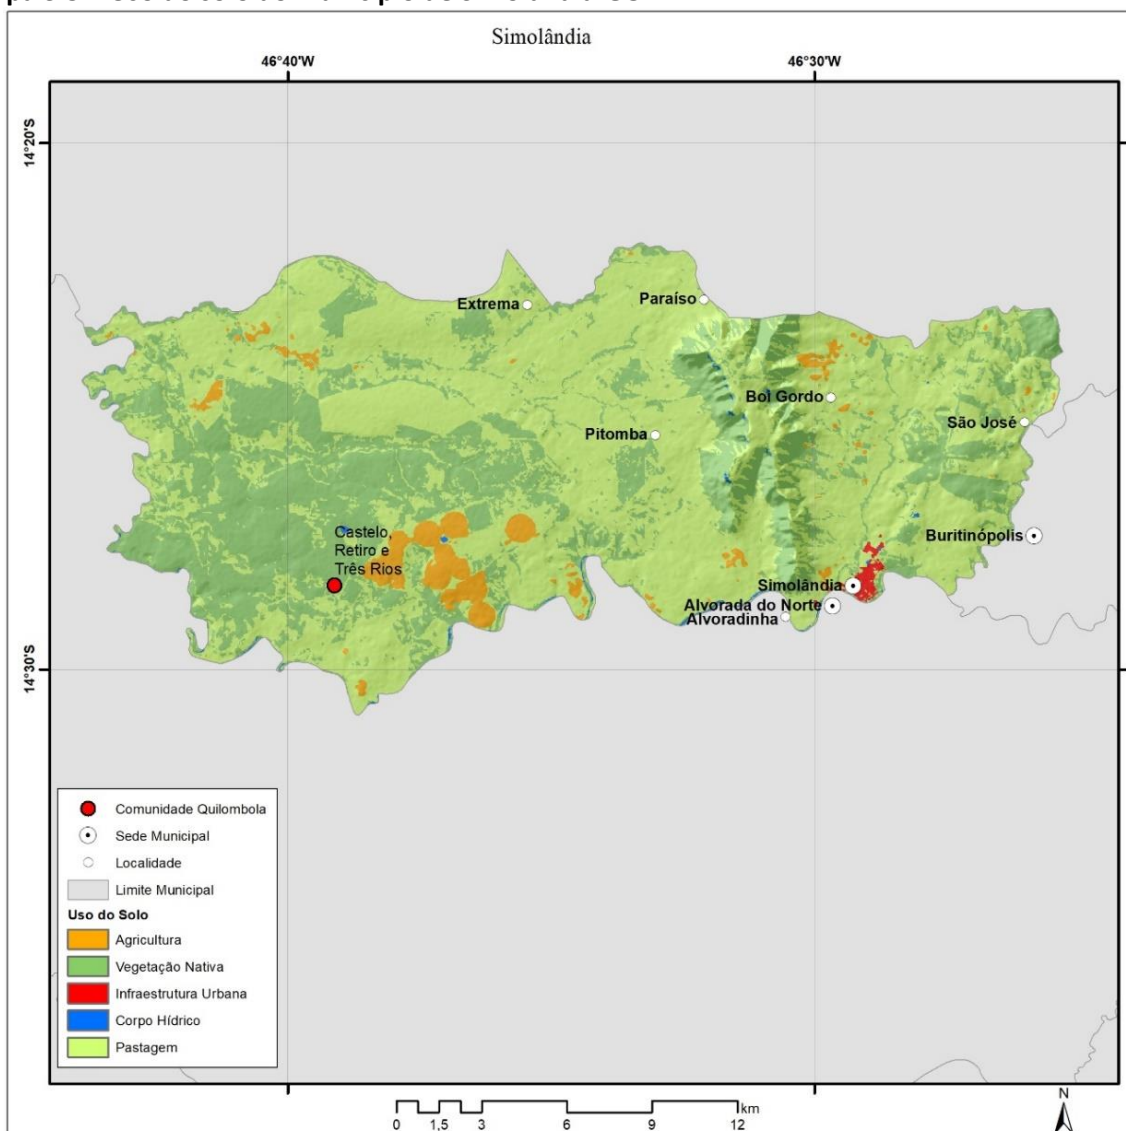 Simolândia
46°40'W
46°30'W
14°20'S
14°30'S
Extrema
Paraíso
Boi Gordo
São José
Pitomba
Buritinópolis
Castelo,
Retiro e
Três Rios
Simolândia
Alvorada do Norte
Alvoradinha
Comunidade Quilombola
Sede Municipal
Localidade
Limite Municipal
Uso do Solo
Agricultura
Vegetação Nativa
Infraestrutura Urbana
Corpo Hídrico
Pastagem
km
0 1,5 3 6 9 12
N